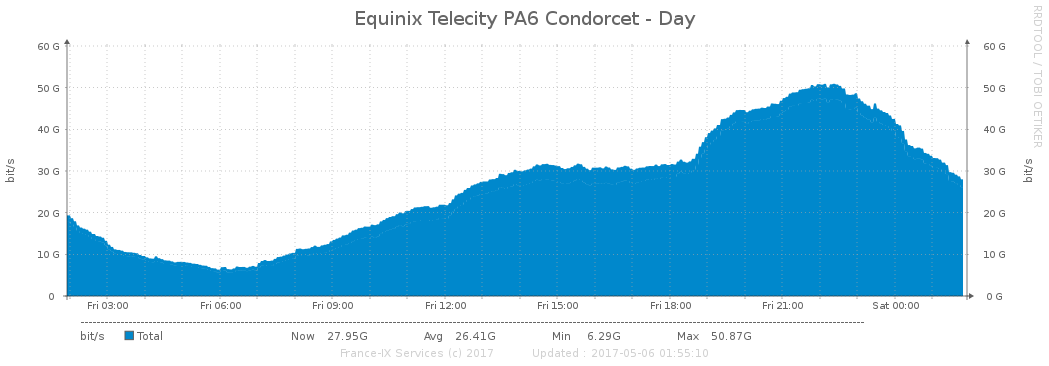 Equinix Telecity PA6 Condorcet - Day
RRDTOOL / TOBI OETIKER
60 G 60 G
50 G 50 G
40 G 40 G
30 G 30 G
20 G 20 G
10 G 10 G
0 0 G
bit/s bit/s
Fri 03:00 Fri 06:00 Fri 09:00 Fri 12:00 Fri 15:00 Fri 18:00 Fri 21:00 Sat 00:00
bit/s Total Now 27.95G Avg 26.41G Min 6.29G Max 50.87G
France-IX Services (c) 2017 Updated : 2017-05-06 01:55:10